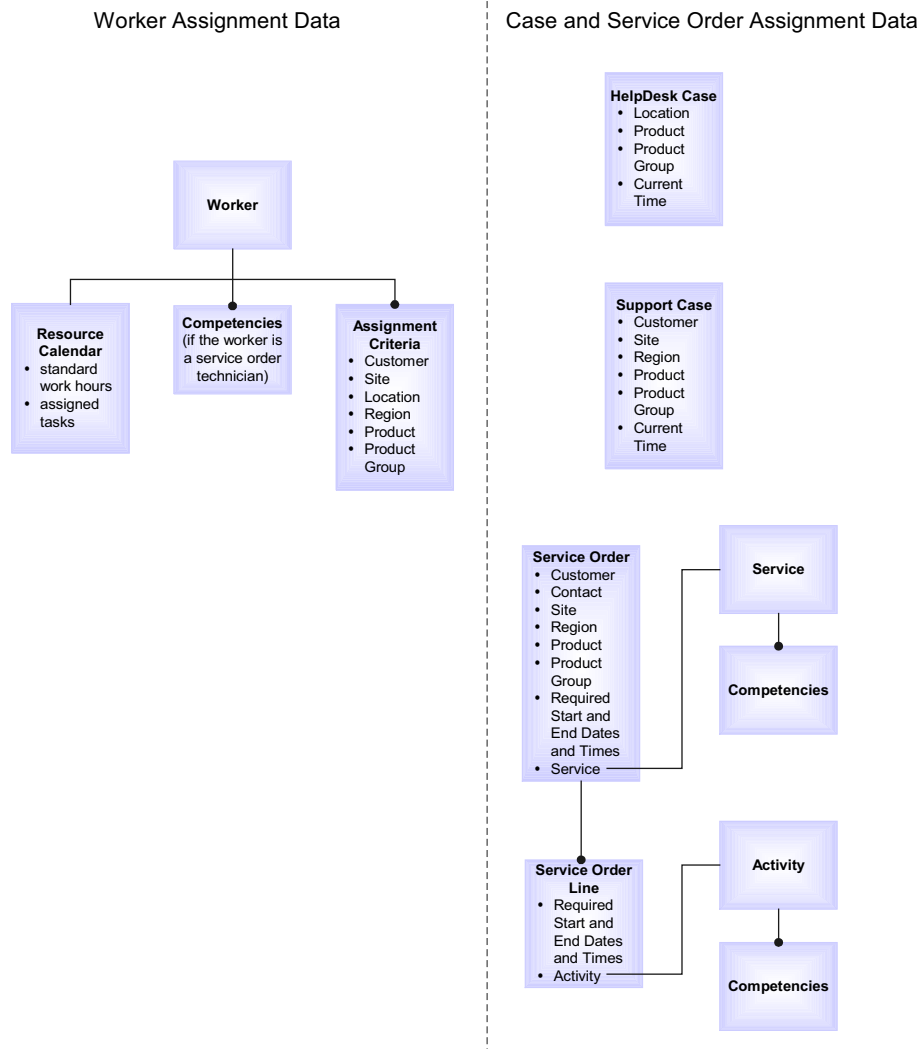 Worker Assignment Data
Worker
Resource
Calendar
• standard
work hours
• assigned
tasks
Competencies
(if the worker is
a service order
technician)
Assignment
Criteria
• Customer
• Site
• Location
• Region
• Product
• Product
Group
Case and Service Order Assignment Data
HelpDesk Case
• Location
• Product
• Product
Group
• Current
Time
Support Case
• Customer
• Site
• Region
• Product
• Product
Group
• Current
Time
Service Order
• Customer
• Contact
• Site
• Region
• Product
• Product
Group
• Required
Start and
End Dates
and Times
• Service
Service
Competencies
Service Order
Line
• Required
Start and
End Dates
and Times
• Activity
Activity
Competencies